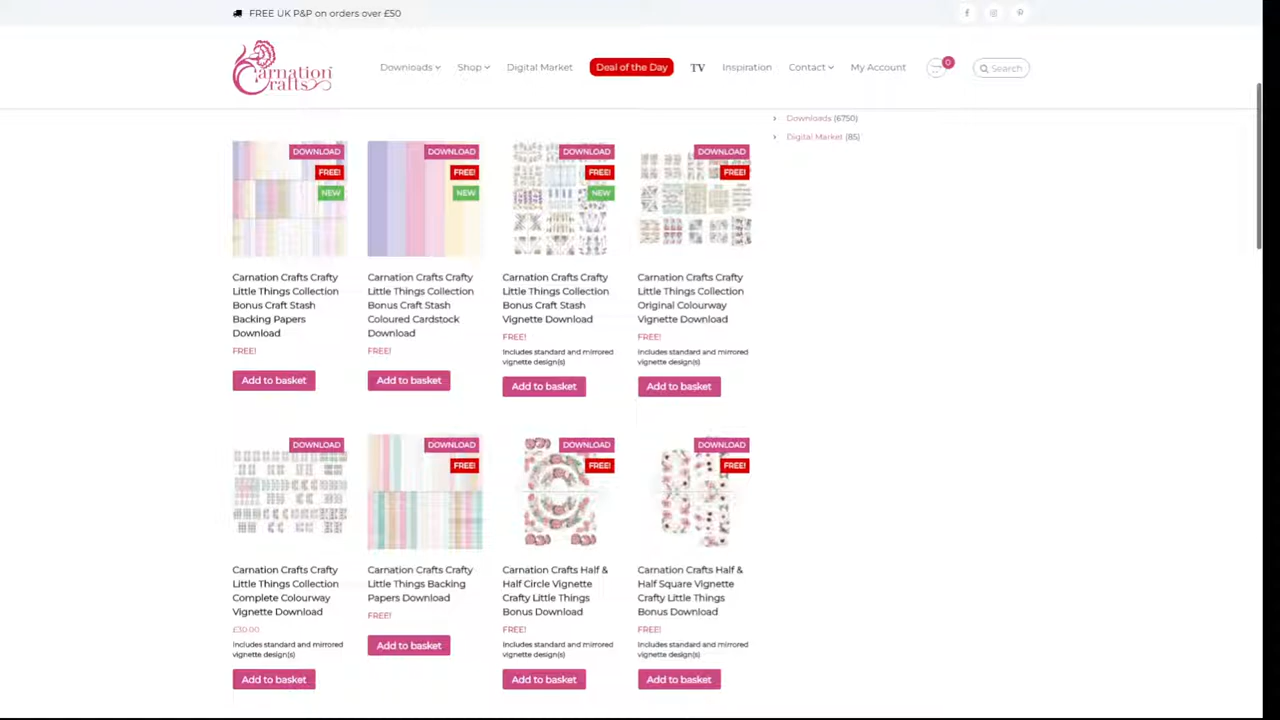 FREE UK P&P on orders over £50
Carnation Crafts
Downloads
Shop
Digital Market
Deal of the Day
TV
Inspiration
Contact
My Account
0
Search
Downloads (6750)
Digital Market (85)
DOWNLOAD
FREE!
NEW
Carnation Crafts Crafty
Little Things Collection
Bonus Craft Stash
Backing Papers
Download
FREE!
Add to basket
DOWNLOAD
FREE!
NEW
Carnation Crafts Crafty
Little Things Collection
Bonus Craft Stash
Coloured Cardstock
Download
FREE!
Add to basket
DOWNLOAD
FREE!
NEW
Carnation Crafts Crafty
Little Things Collection
Bonus Craft Stash
Vignette Download
FREE!
Includes standard and mirrored
vignette design(s)
Add to basket
DOWNLOAD
FREE!
Carnation Crafts Crafty
Little Things Collection
Original Colourway
Vignette Download
FREE!
Includes standard and mirrored
vignette design(s)
Add to basket
DOWNLOAD
Carnation Crafts Crafty
Little Things Collection
Complete Colourway
Vignette Download
£30.00
Includes standard and mirrored
vignette design(s)
Add to basket
DOWNLOAD
FREE!
Carnation Crafts Crafty
Little Things Backing
Papers Download
FREE!
Add to basket
DOWNLOAD
FREE!
Carnation Crafts Half &
Half Circle Vignette
Crafty Little Things
Bonus Download
FREE!
Includes standard and mirrored
vignette design(s)
Add to basket
DOWNLOAD
FREE!
Carnation Crafts Half &
Half Square Vignette
Crafty Little Things
Bonus Download
FREE!
Includes standard and mirrored
vignette design(s)
Add to basket